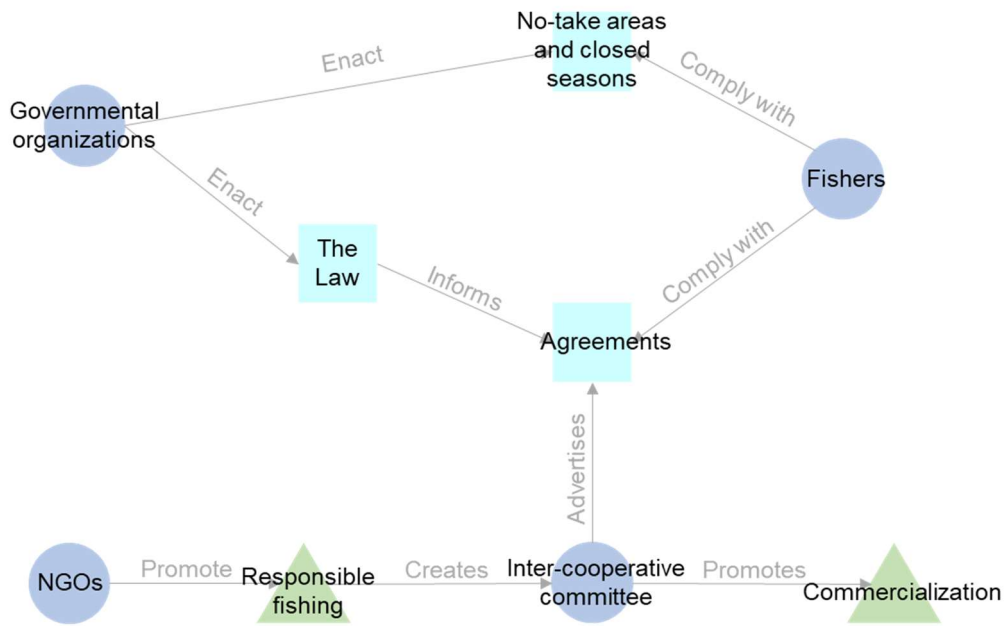 No-take areas
and closed
seasons
Enact
Comply with
Governmental
organizations
Fishers
Enact
The
Law
Informs
Comply with
Agreements
Advertises
NGOs
Promote
Responsible
fishing
Creates
Inter-cooperative
committee
Promotes
Commercialization